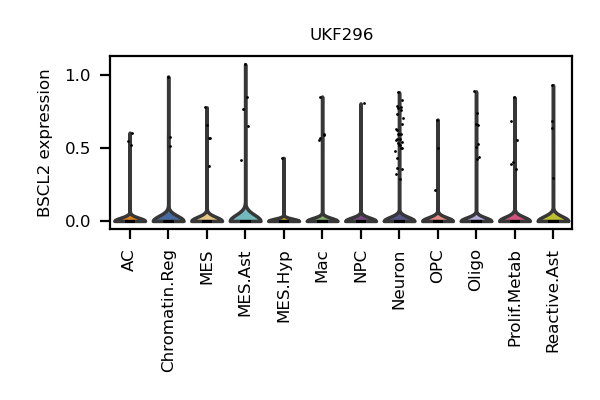 UKF296
BSCL2 expression
1.0
0.5
0.0
AC
Chromatin.Reg
MES
MES.Ast
MES.Hyp
Mac
NPC
Neuron
OPC
Oligo
Prolif.Metab
Reactive.Ast